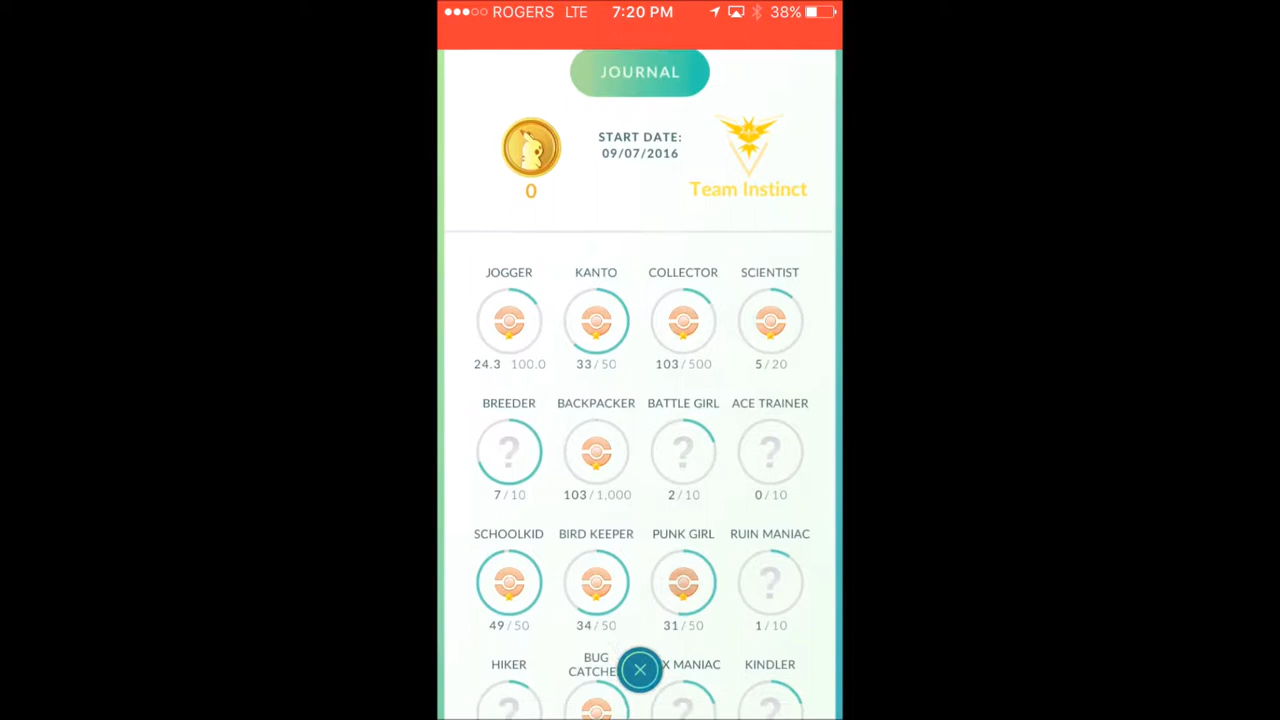 ROGERS LTE 7:20 PM 38%
JOURNAL
START DATE:
09/07/2016
0
Team Instinct
JOGGER KANTO COLLECTOR SCIENTIST
24.3 100.0 33/50 103/500 5/20
BREEDER BACKPACKER BATTLE GIRL ACE TRAINER
? ? ?
7/10 103/1,000 2/10 0/10
SCHOOLKID BIRD KEEPER PUNK GIRL RUIN MANIAC
?
49/50 34/50 31/50 1/10
HIKER BUG X MANIAC KINDLER
CATCHE
? ? ?